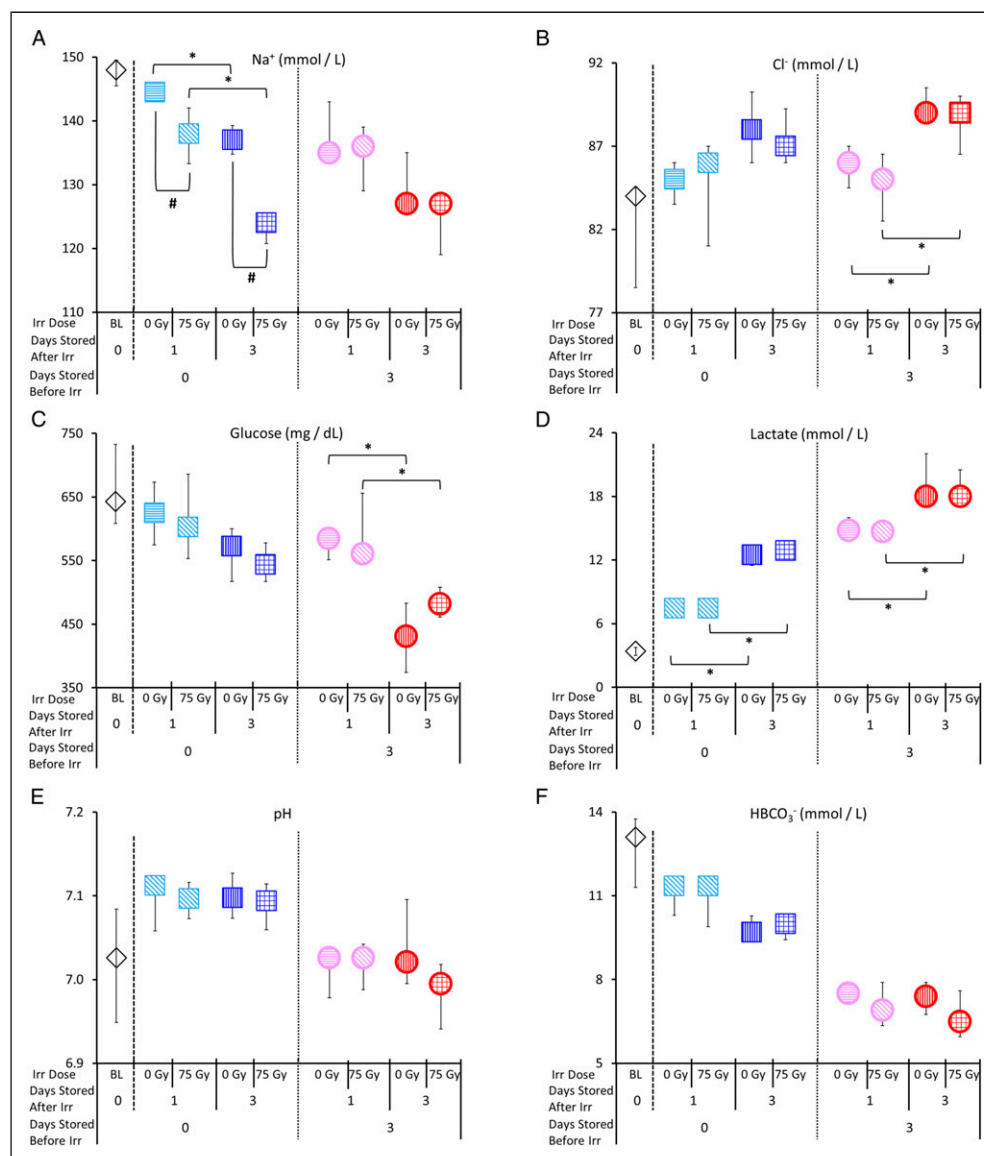 A
Na⁺ (mmol / L)
150
140
130
120
110
*
*
#
#
Irr Dose BL 0 Gy 75 Gy 0 Gy 75 Gy 0 Gy 75 Gy 0 Gy 75 Gy
Days Stored
After Irr 0 1 3 1 3
Days Stored
Before Irr 0 3
B
Cl⁻ (mmol / L)
92
87
82
77
*
*
Irr Dose BL 0 Gy 75 Gy 0 Gy 75 Gy 0 Gy 75 Gy 0 Gy 75 Gy
Days Stored
After Irr 0 1 3 1 3
Days Stored
Before Irr 0 3
C
Glucose (mg / dL)
750
650
550
450
350
*
*
Irr Dose BL 0 Gy 75 Gy 0 Gy 75 Gy 0 Gy 75 Gy 0 Gy 75 Gy
Days Stored
After Irr 0 1 3 1 3
Days Stored
Before Irr 0 3
D
Lactate (mmol / L)
24
18
12
6
0
*
*
*
*
Irr Dose BL 0 Gy 75 Gy 0 Gy 75 Gy 0 Gy 75 Gy 0 Gy 75 Gy
Days Stored
After Irr 0 1 3 1 3
Days Stored
Before Irr 0 3
E
pH
7.2
7.1
7.0
6.9
Irr Dose BL 0 Gy 75 Gy 0 Gy 75 Gy 0 Gy 75 Gy 0 Gy 75 Gy
Days Stored
After Irr 0 1 3 1 3
Days Stored
Before Irr 0 3
F
HBCO₃⁻ (mmol / L)
14
11
8
5
Irr Dose BL 0 Gy 75 Gy 0 Gy 75 Gy 0 Gy 75 Gy 0 Gy 75 Gy
Days Stored
After Irr 0 1 3 1 3
Days Stored
Before Irr 0 3